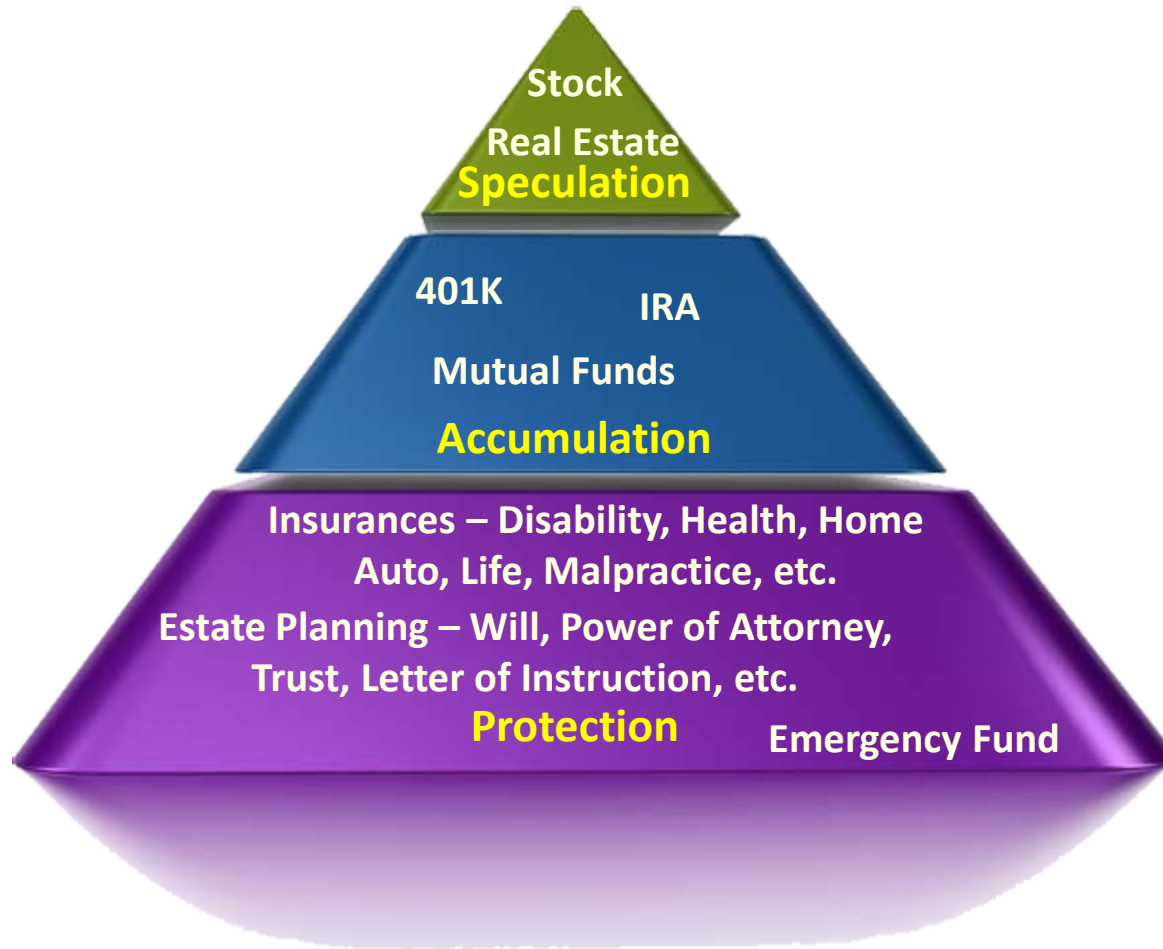 Stock
Real Estate
Speculation
401K
IRA
Mutual Funds
Accumulation
Insurances – Disability, Health, Home
Auto, Life, Malpractice, etc.
Estate Planning – Will, Power of Attorney,
Trust, Letter of Instruction, etc.
Protection
Emergency Fund